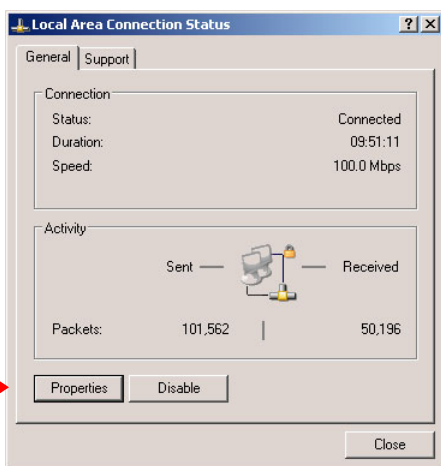 Local Area Connection Status
General Support
Connection
Status: Connected
Duration: 09:51:11
Speed: 100.0 Mbps
Activity
Sent — — Received
Packets: 101,562 | 50,196
Properties Disable
Close